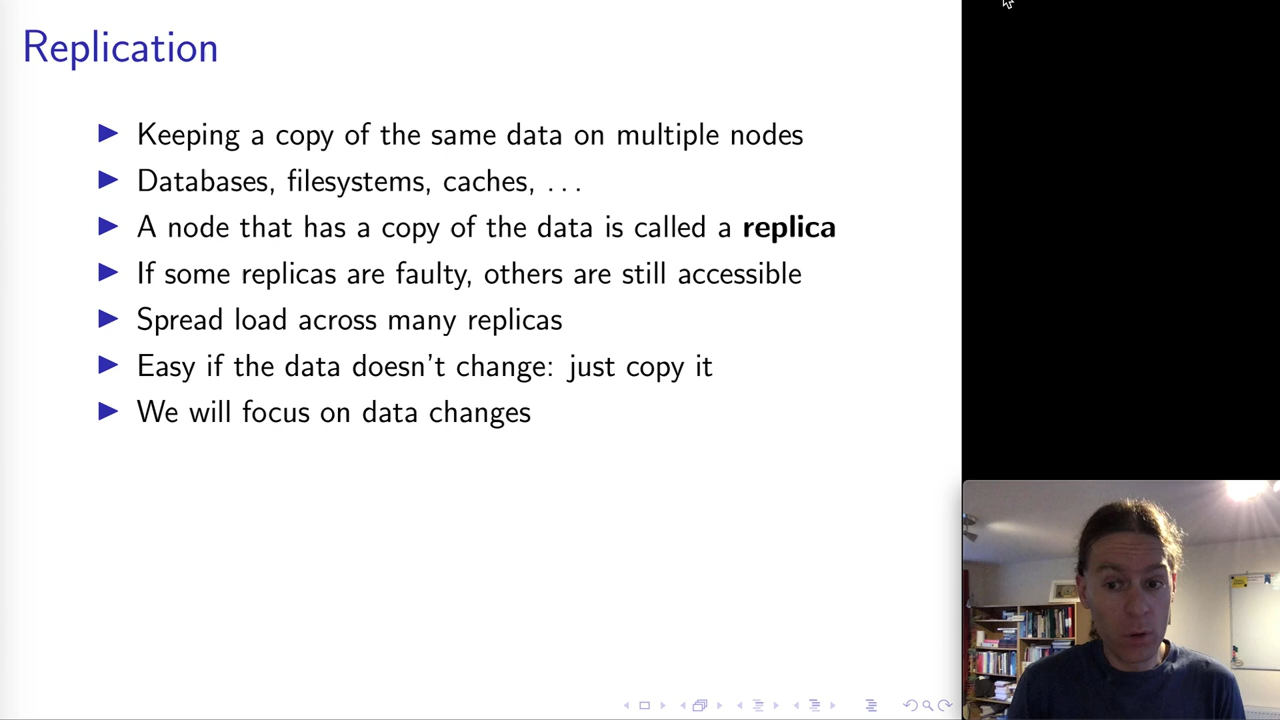 Replication
Keeping a copy of the same data on multiple nodes
Databases, filesystems, caches, . . .
A node that has a copy of the data is called a replica
If some replicas are faulty, others are still accessible
Spread load across many replicas
Easy if the data doesn't change: just copy it
We will focus on data changes